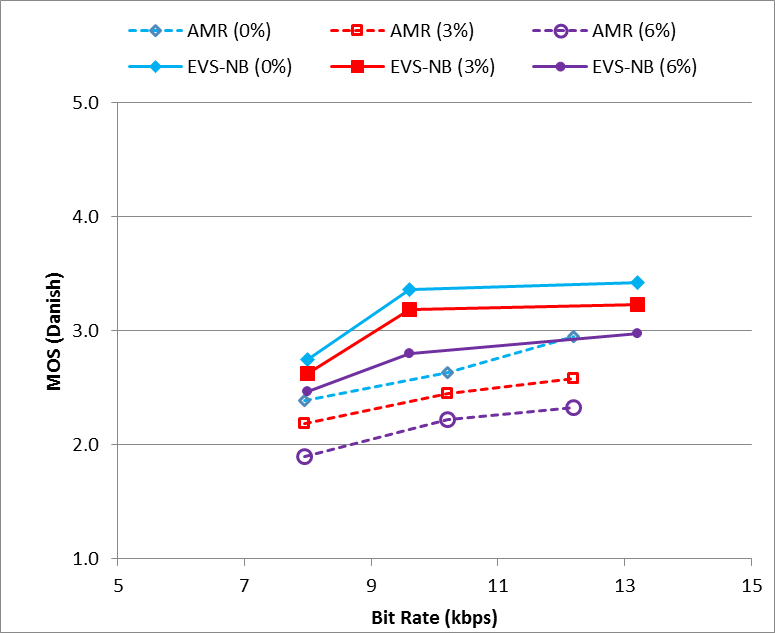 AMR (0%) AMR (3%) AMR (6%)
EVS-NB (0%) EVS-NB (3%) EVS-NB (6%)
5.0
4.0
3.0
2.0
1.0
MOS (Danish)
5 7 9 11 13 15
Bit Rate (kbps)